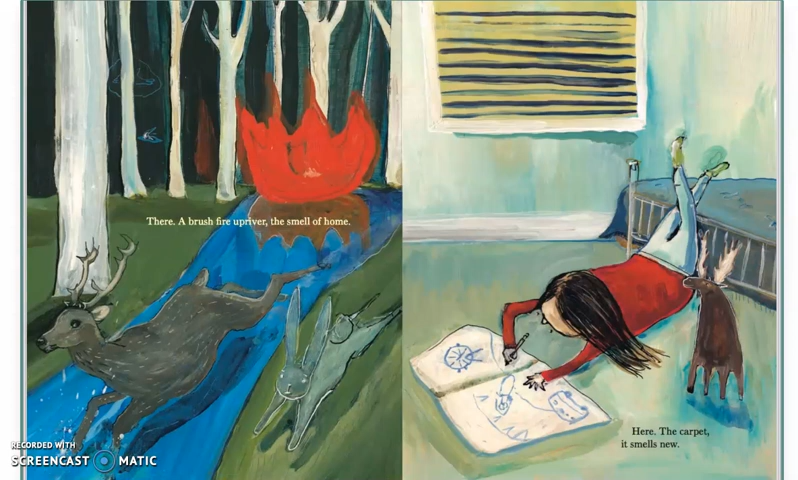 There. A brush fire upriver, the smell of home.
Here. The carpet,
it smells new.
RECORDED WITH
SCREENCAST MATIC